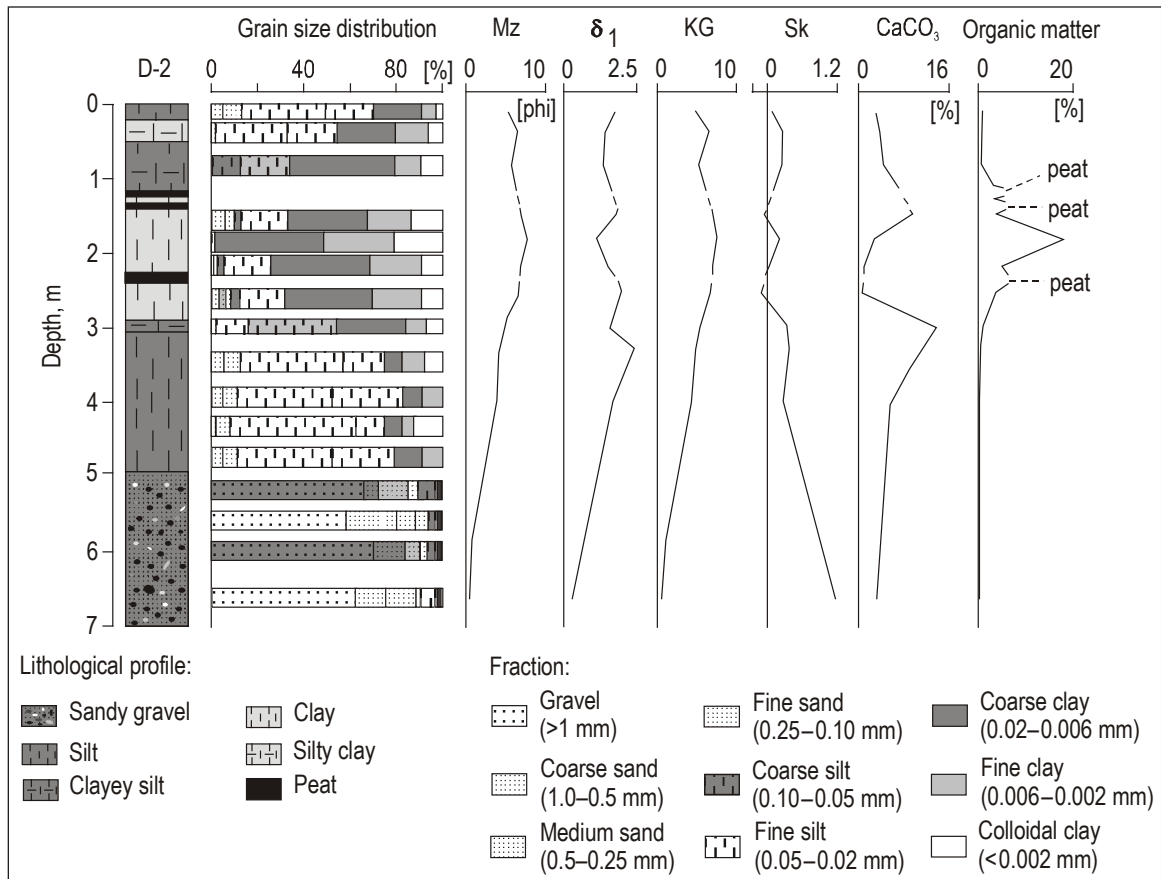 Grain size distribution
Mz
δ1
KG
Sk
CaCO3
Organic matter
D-2
0 40 80 [%]
0 10
0 2.5
0 10
0 1.2
0 16
0 20
[phi]
[%]
[%]
Depth, m
0
1
2
3
4
5
6
7
peat
peat
peat
Lithological profile:
Sandy gravel
Silt
Clayey silt
Clay
Silty clay
Peat
Fraction:
Gravel
(>1 mm)
Coarse sand
(1.0–0.5 mm)
Medium sand
(0.5–0.25 mm)
Fine sand
(0.25–0.10 mm)
Coarse silt
(0.10–0.05 mm)
Fine silt
(0.05–0.02 mm)
Coarse clay
(0.02–0.006 mm)
Fine clay
(0.006–0.002 mm)
Colloidal clay
(<0.002 mm)